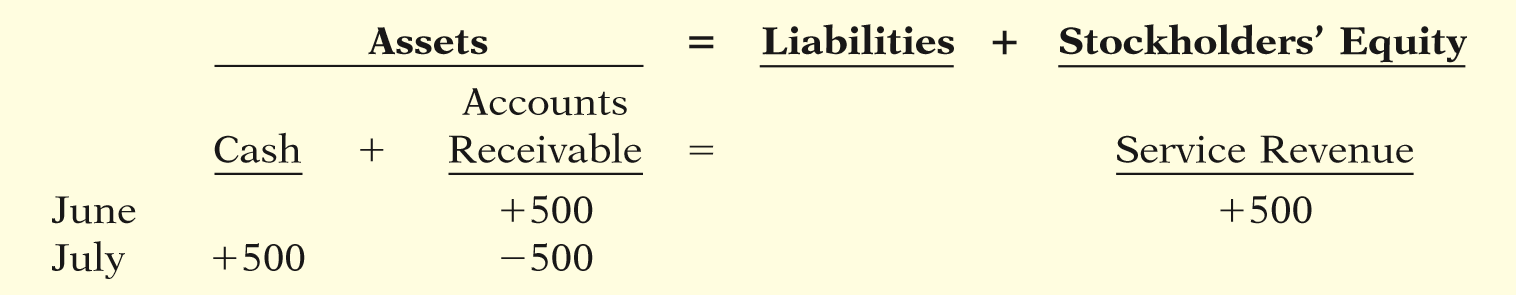 Assets = Liabilities + Stockholders’ Equity
Accounts
Cash + Receivable = Service Revenue
June +500 +500
July +500 −500